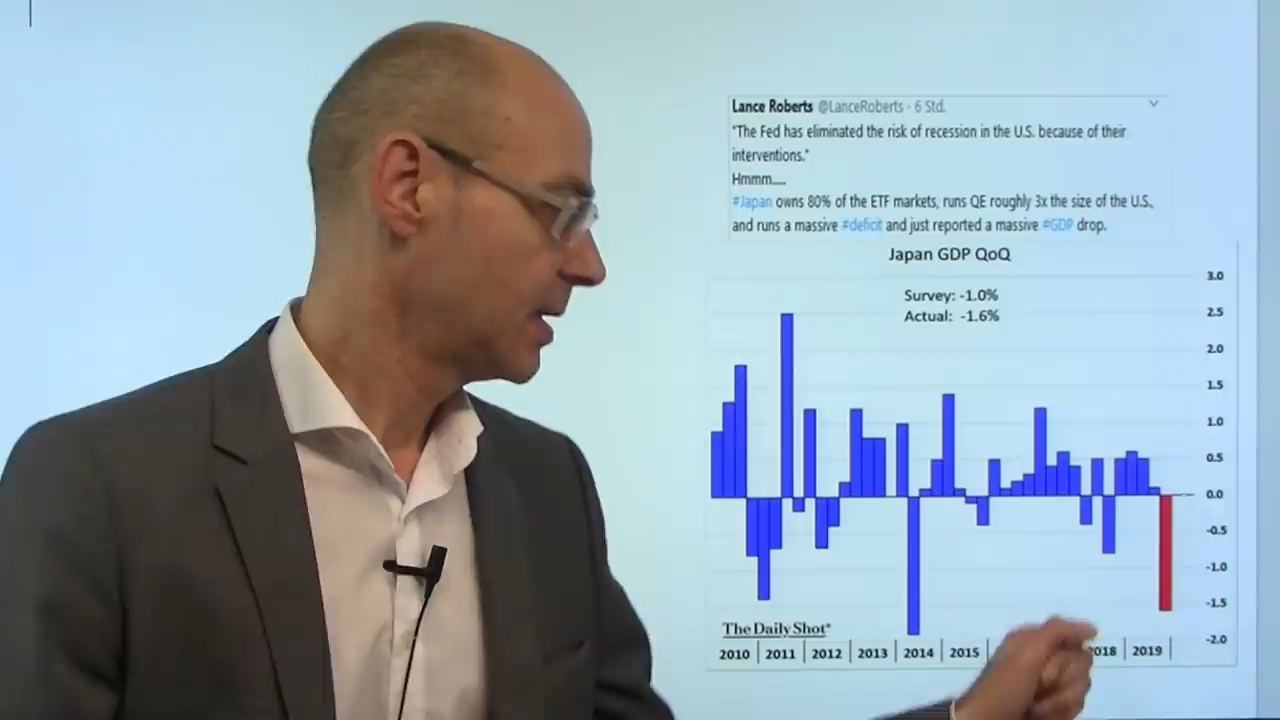 Lance Roberts @LanceRoberts · 6 Std.
"The Fed has eliminated the risk of recession in the U.S. because of their
interventions."
Hmmm.....
#Japan owns 80% of the ETF markets, runs QE roughly 3x the size of the U.S.,
and runs a massive #deficit and just reported a massive #GDP drop.
Japan GDP QoQ
Survey: -1.0%
Actual: -1.6%
3.0
2.5
2.0
1.5
1.0
0.5
0.0
-0.5
-1.0
-1.5
-2.0
The Daily Shot*
2010 2011 2012 2013 2014 2015 2018 2019